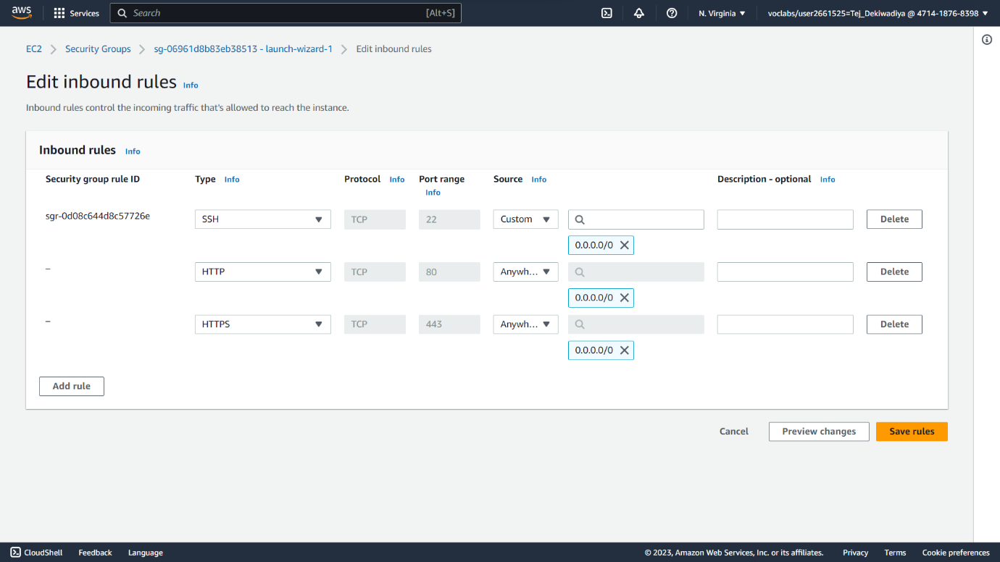 aws Services Search [Alt+S] N. Virginia voclabs/user2661525=Tej_Dekiwadiya @ 4714-1876-8398
EC2 Security Groups sg-06961d8b83eb38513 - launch-wizard-1 Edit inbound rules
Edit inbound rules Info
Inbound rules control the incoming traffic that's allowed to reach the instance.
Inbound rules Info
Security group rule ID Type Info Protocol Info Port range Info Source Info Description - optional Info
sgr-0d08c644d8c57726e SSH TCP 22 Custom Delete
0.0.0.0/0
– HTTP TCP 80 Anywh... Delete
0.0.0.0/0
– HTTPS TCP 443 Anywh... Delete
0.0.0.0/0
Add rule
Cancel Preview changes Save rules
CloudShell Feedback Language © 2023, Amazon Web Services, Inc. or its affiliates. Privacy Terms Cookie preferences